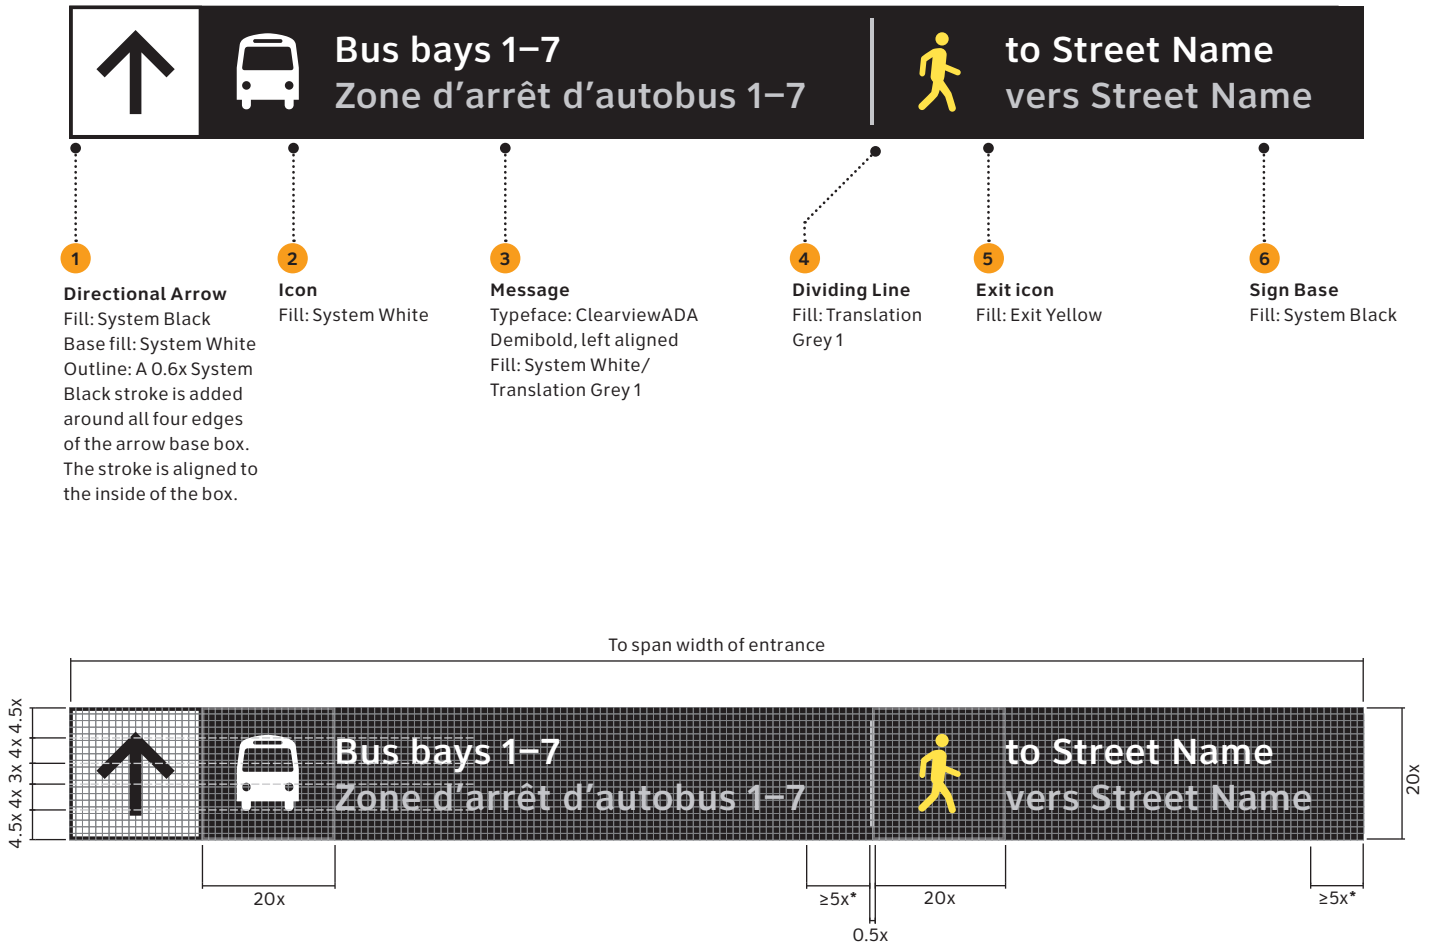 Bus bays 1–7
Zone d’arrêt d’autobus 1–7
to Street Name
vers Street Name
1
Directional Arrow
Fill: System Black
Base fill: System White
Outline: A 0.6x System
Black stroke is added
around all four edges
of the arrow base box.
The stroke is aligned to
the inside of the box.
2
Icon
Fill: System White
3
Message
Typeface: ClearviewADA
Demibold, left aligned
Fill: System White/
Translation Grey 1
4
Dividing Line
Fill: Translation
Grey 1
5
Exit icon
Fill: Exit Yellow
6
Sign Base
Fill: System Black
To span width of entrance
4.5x
4x
3x
4x
4.5x
Bus bays 1–7
Zone d’arrêt d’autobus 1–7
to Street Name
vers Street Name
20x
20x
≥5x*
0.5x
20x
≥5x*